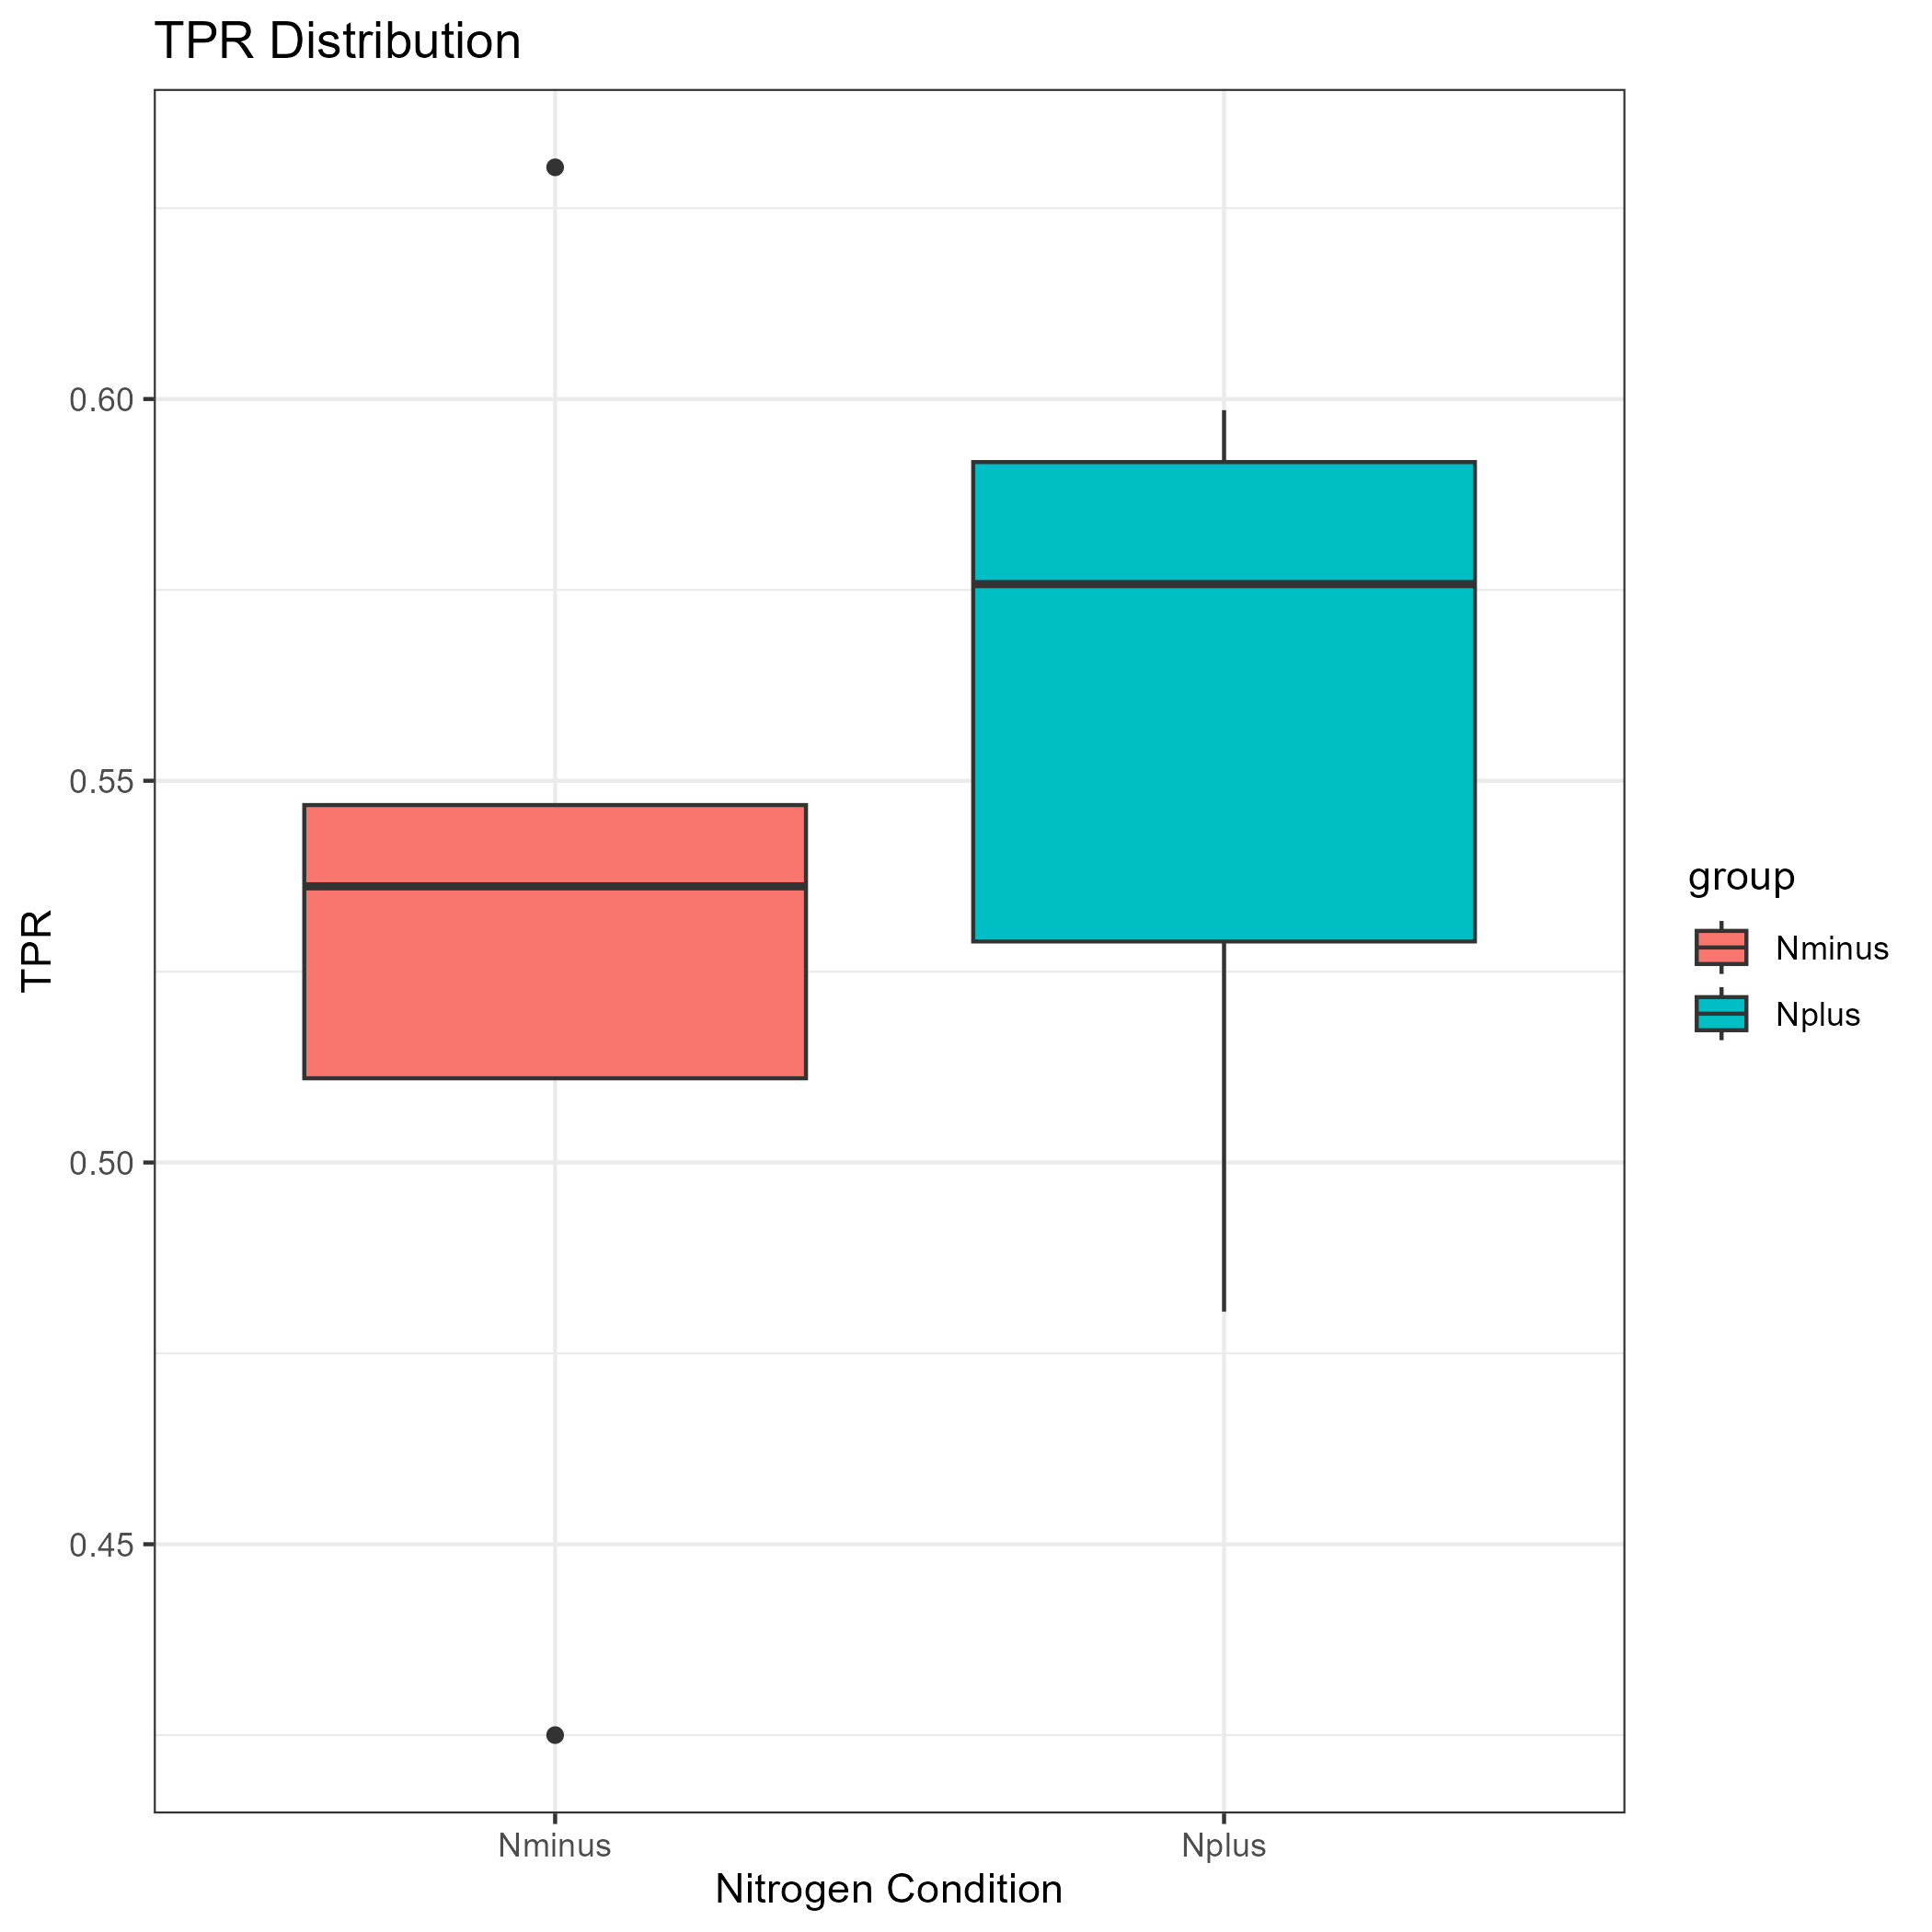 TPR Distribution
TPR
0.60
0.55
0.50
0.45
Nminus
Nplus
Nitrogen Condition
group
Nminus
Nplus